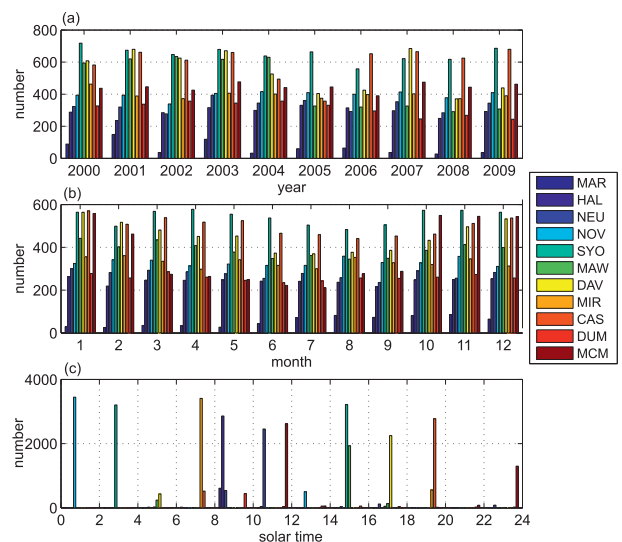 (a)
800
600
400
200
0
number
2000 2001 2002 2003 2004 2005 2006 2007 2008 2009
year
(b)
600
400
200
0
number
1 2 3 4 5 6 7 8 9 10 11 12
month
(c)
4000
2000
0
number
0 2 4 6 8 10 12 14 16 18 20 22 24
solar time
MAR
HAL
NEU
NOV
SYO
MAW
DAV
MIR
CAS
DUM
MCM